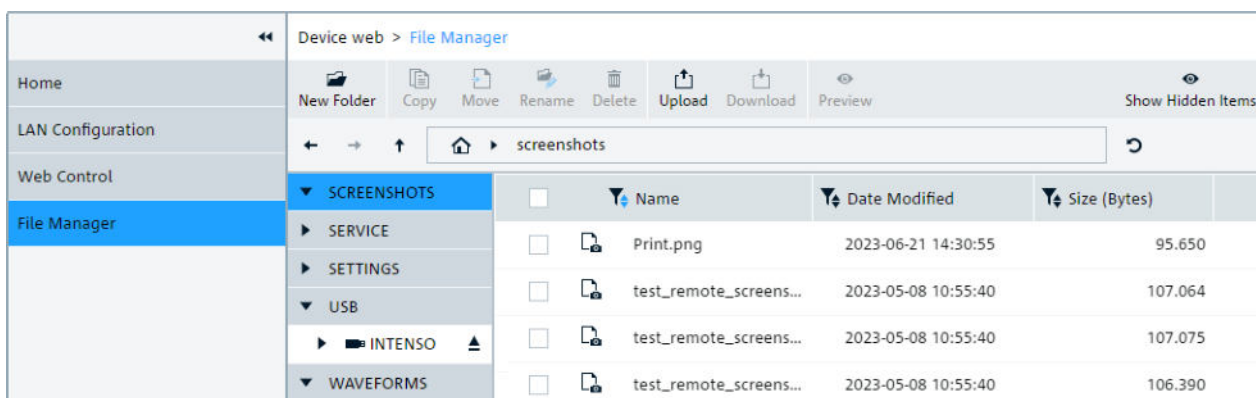 Device web > File Manager
Home
LAN Configuration
Web Control
File Manager
New Folder Copy Move Rename Delete Upload Download Preview Show Hidden Items
screenshots
SCREENSHOTS
SERVICE
SETTINGS
USB
INTENSO
WAVEFORMS
Name Date Modified Size (Bytes)
Print.png 2023-06-21 14:30:55 95.650
test_remote_screens... 2023-05-08 10:55:40 107.064
test_remote_screens... 2023-05-08 10:55:40 107.075
test_remote_screens... 2023-05-08 10:55:40 106.390